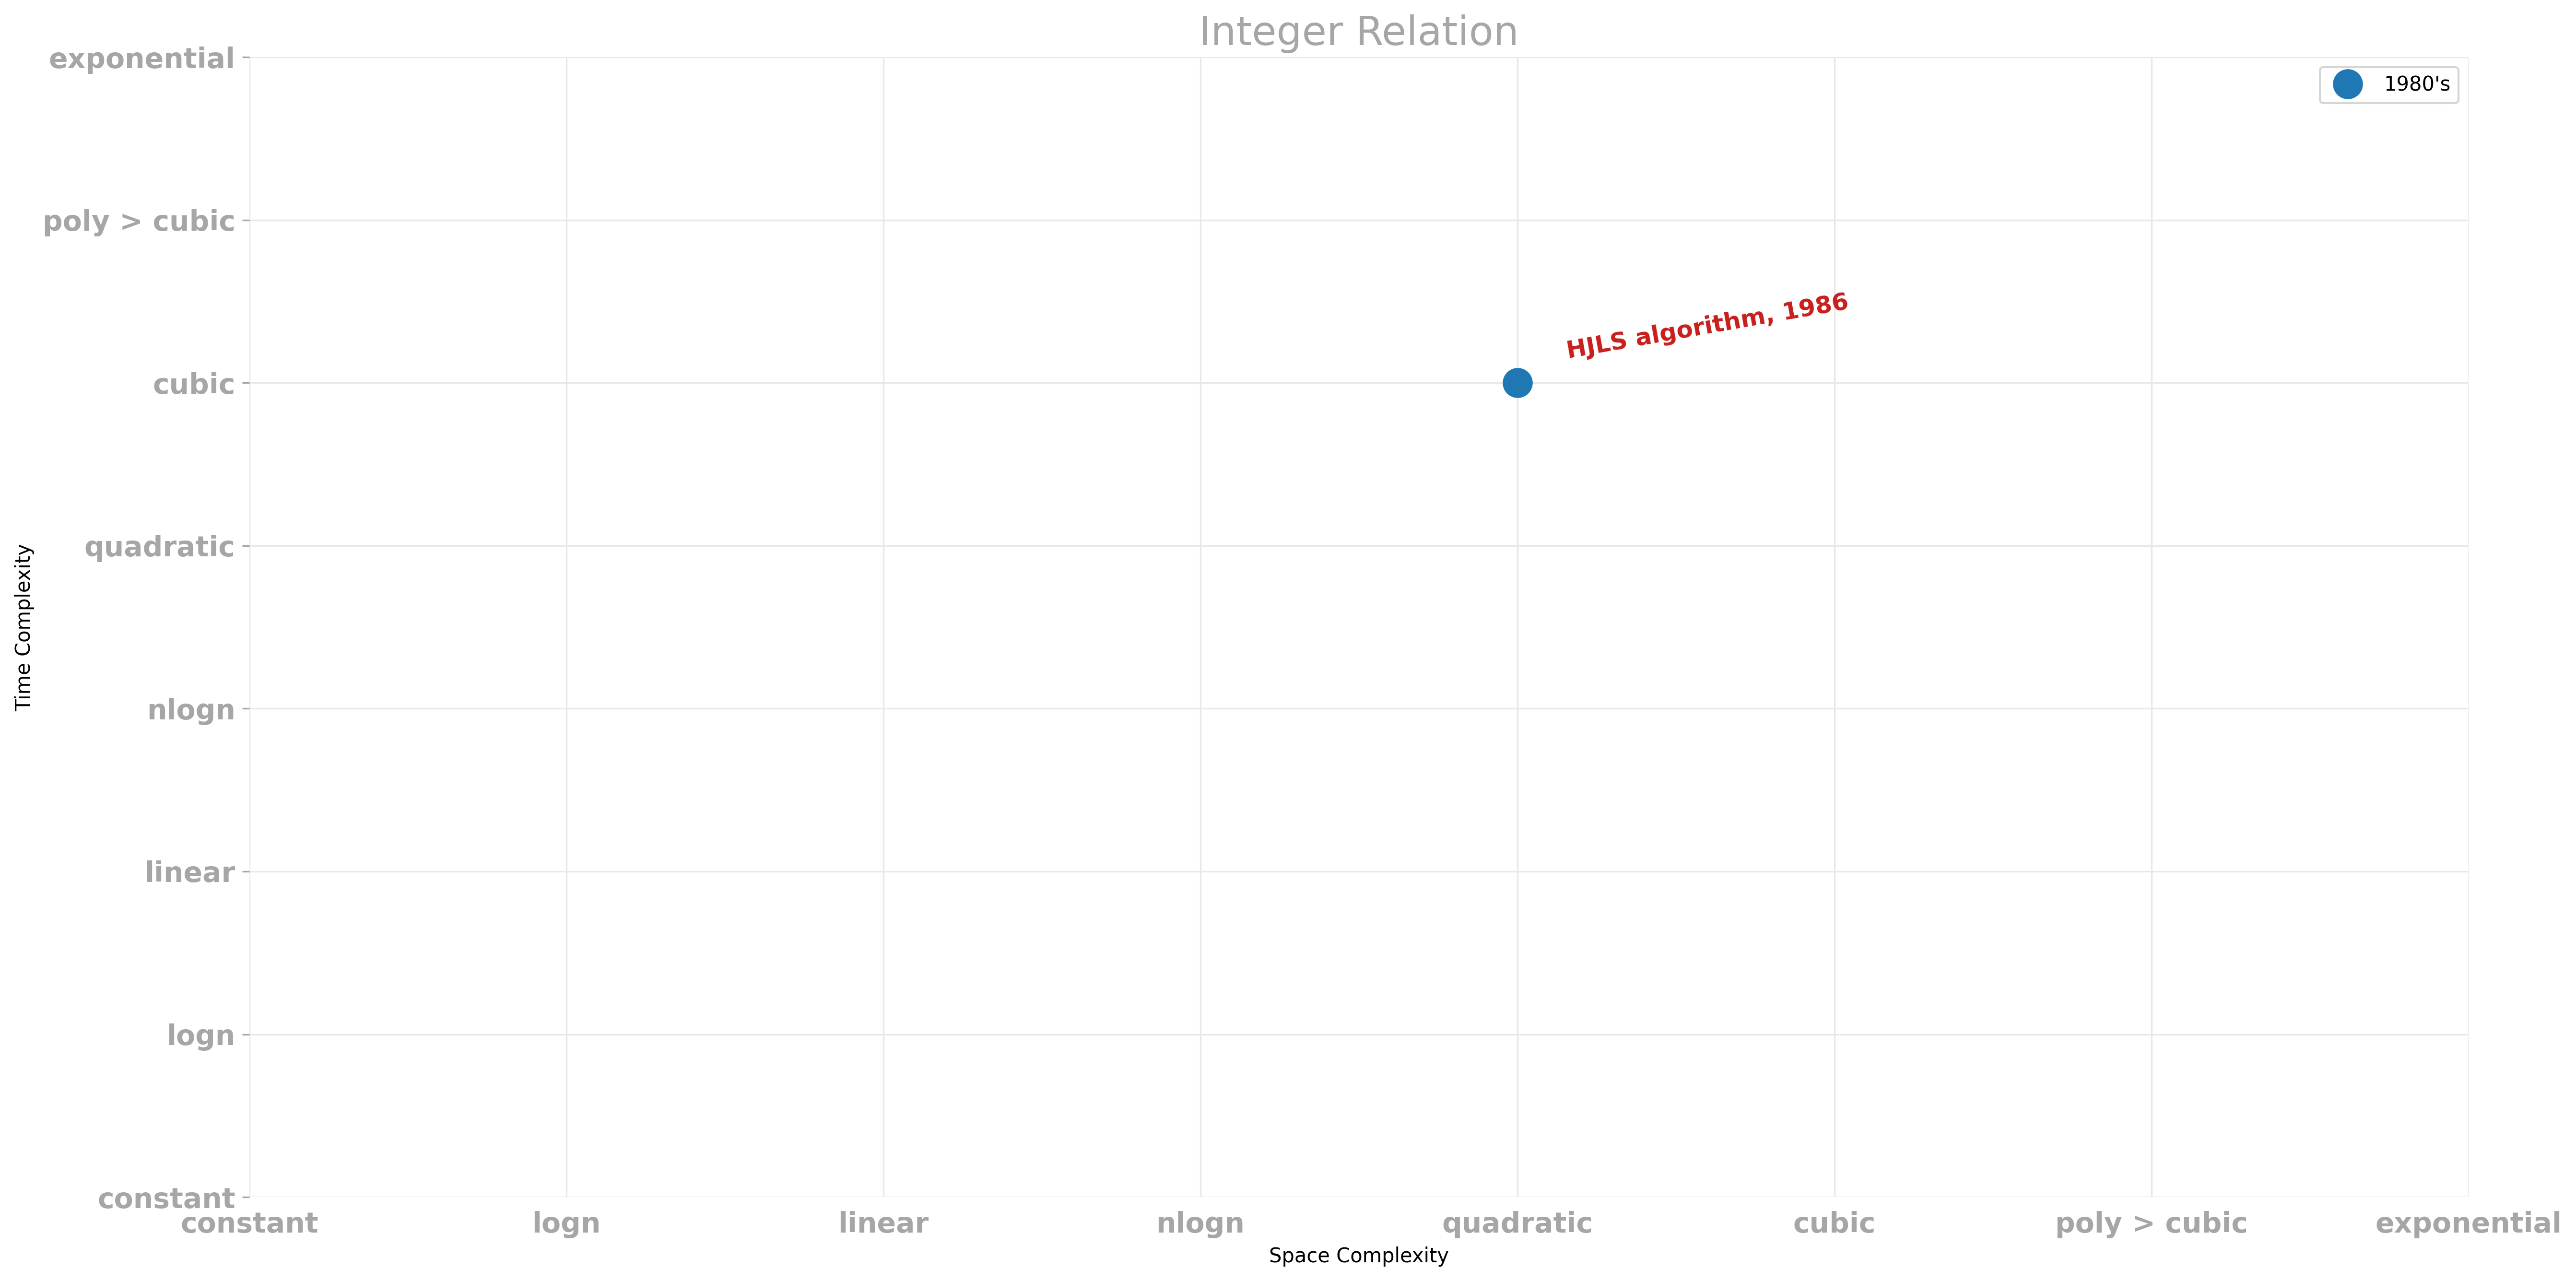 Integer Relation
exponential
1980's
poly > cubic
HJLS algorithm, 1986
cubic
quadratic
Time Complexity
nlogn
linear
logn
constant
constant logn linear nlogn quadratic cubic poly > cubic exponential
Space Complexity